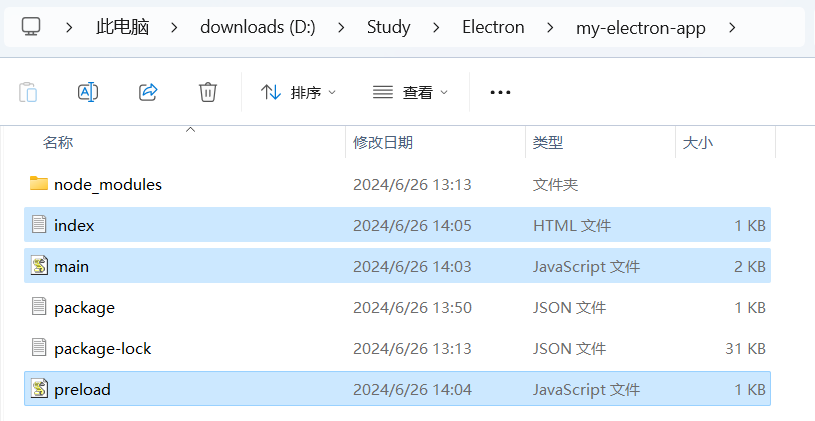 此电脑 > downloads (D:) > Study > Electron > my-electron-app >
排序 查看 •••
名称 修改日期 类型 大小
node_modules 2024/6/26 13:13 文件夹
index 2024/6/26 14:05 HTML 文件 1 KB
main 2024/6/26 14:03 JavaScript 文件 2 KB
package 2024/6/26 13:50 JSON 文件 1 KB
package-lock 2024/6/26 13:13 JSON 文件 31 KB
preload 2024/6/26 14:04 JavaScript 文件 1 KB